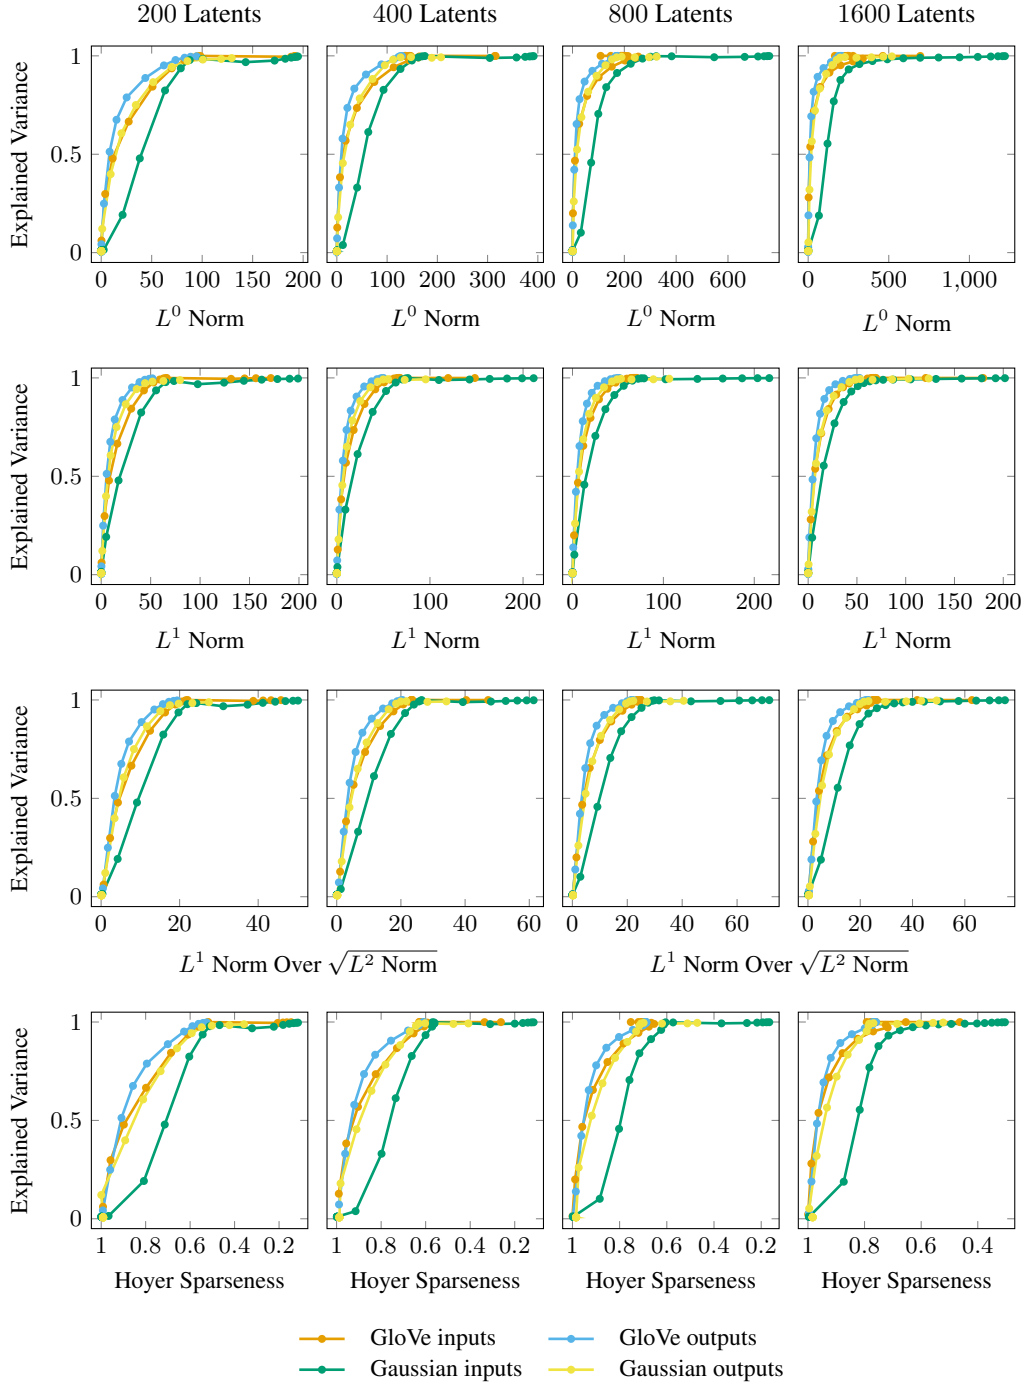 200 Latents 400 Latents 800 Latents 1600 Latents
Explained Variance
1
0.5
0
0 50 100 150 200
0 100 200 300 400
0 200 400 600
0 500 1,000
L⁰ Norm L⁰ Norm L⁰ Norm L⁰ Norm
Explained Variance
1
0.5
0
0 50 100 150 200
0 100 200
0 100 200
0 50 100 150 200
L¹ Norm L¹ Norm L¹ Norm L¹ Norm
Explained Variance
1
0.5
0
0 20 40
0 20 40 60
0 20 40 60
0 20 40 60
L¹ Norm Over √L² Norm L¹ Norm Over √L² Norm
Explained Variance
1
0.5
0
1 0.8 0.6 0.4 0.2
1 0.8 0.6 0.4 0.2
1 0.8 0.6 0.4 0.2
1 0.8 0.6 0.4
Hoyer Sparseness Hoyer Sparseness Hoyer Sparseness Hoyer Sparseness
GloVe inputs GloVe outputs
Gaussian inputs Gaussian outputs